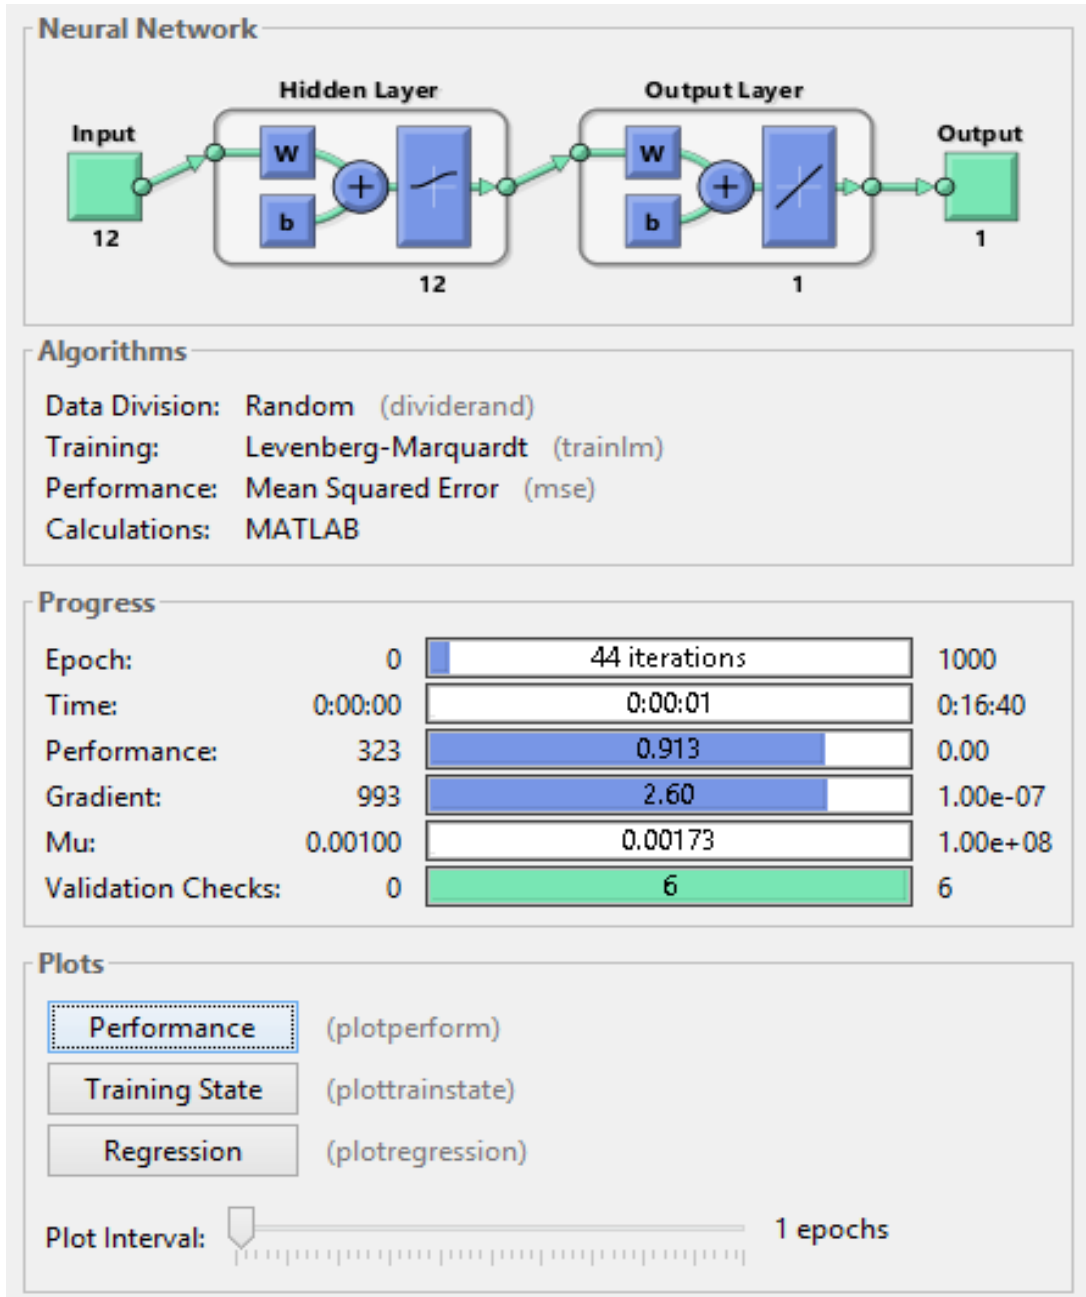 Neural Network
Hidden Layer
Output Layer
Input
Output
W
b
+
W
b
+
12
12
1
1
Algorithms
Data Division: Random (dividerand)
Training: Levenberg-Marquardt (trainlm)
Performance: Mean Squared Error (mse)
Calculations: MATLAB
Progress
Epoch: 0 44 iterations 1000
Time: 0:00:00 0:00:01 0:16:40
Performance: 323 0.913 0.00
Gradient: 993 2.60 1.00e-07
Mu: 0.00100 0.00173 1.00e+08
Validation Checks: 0 6 6
Plots
Performance (plotperform)
Training State (plottrainstate)
Regression (plotregression)
Plot Interval: 1 epochs